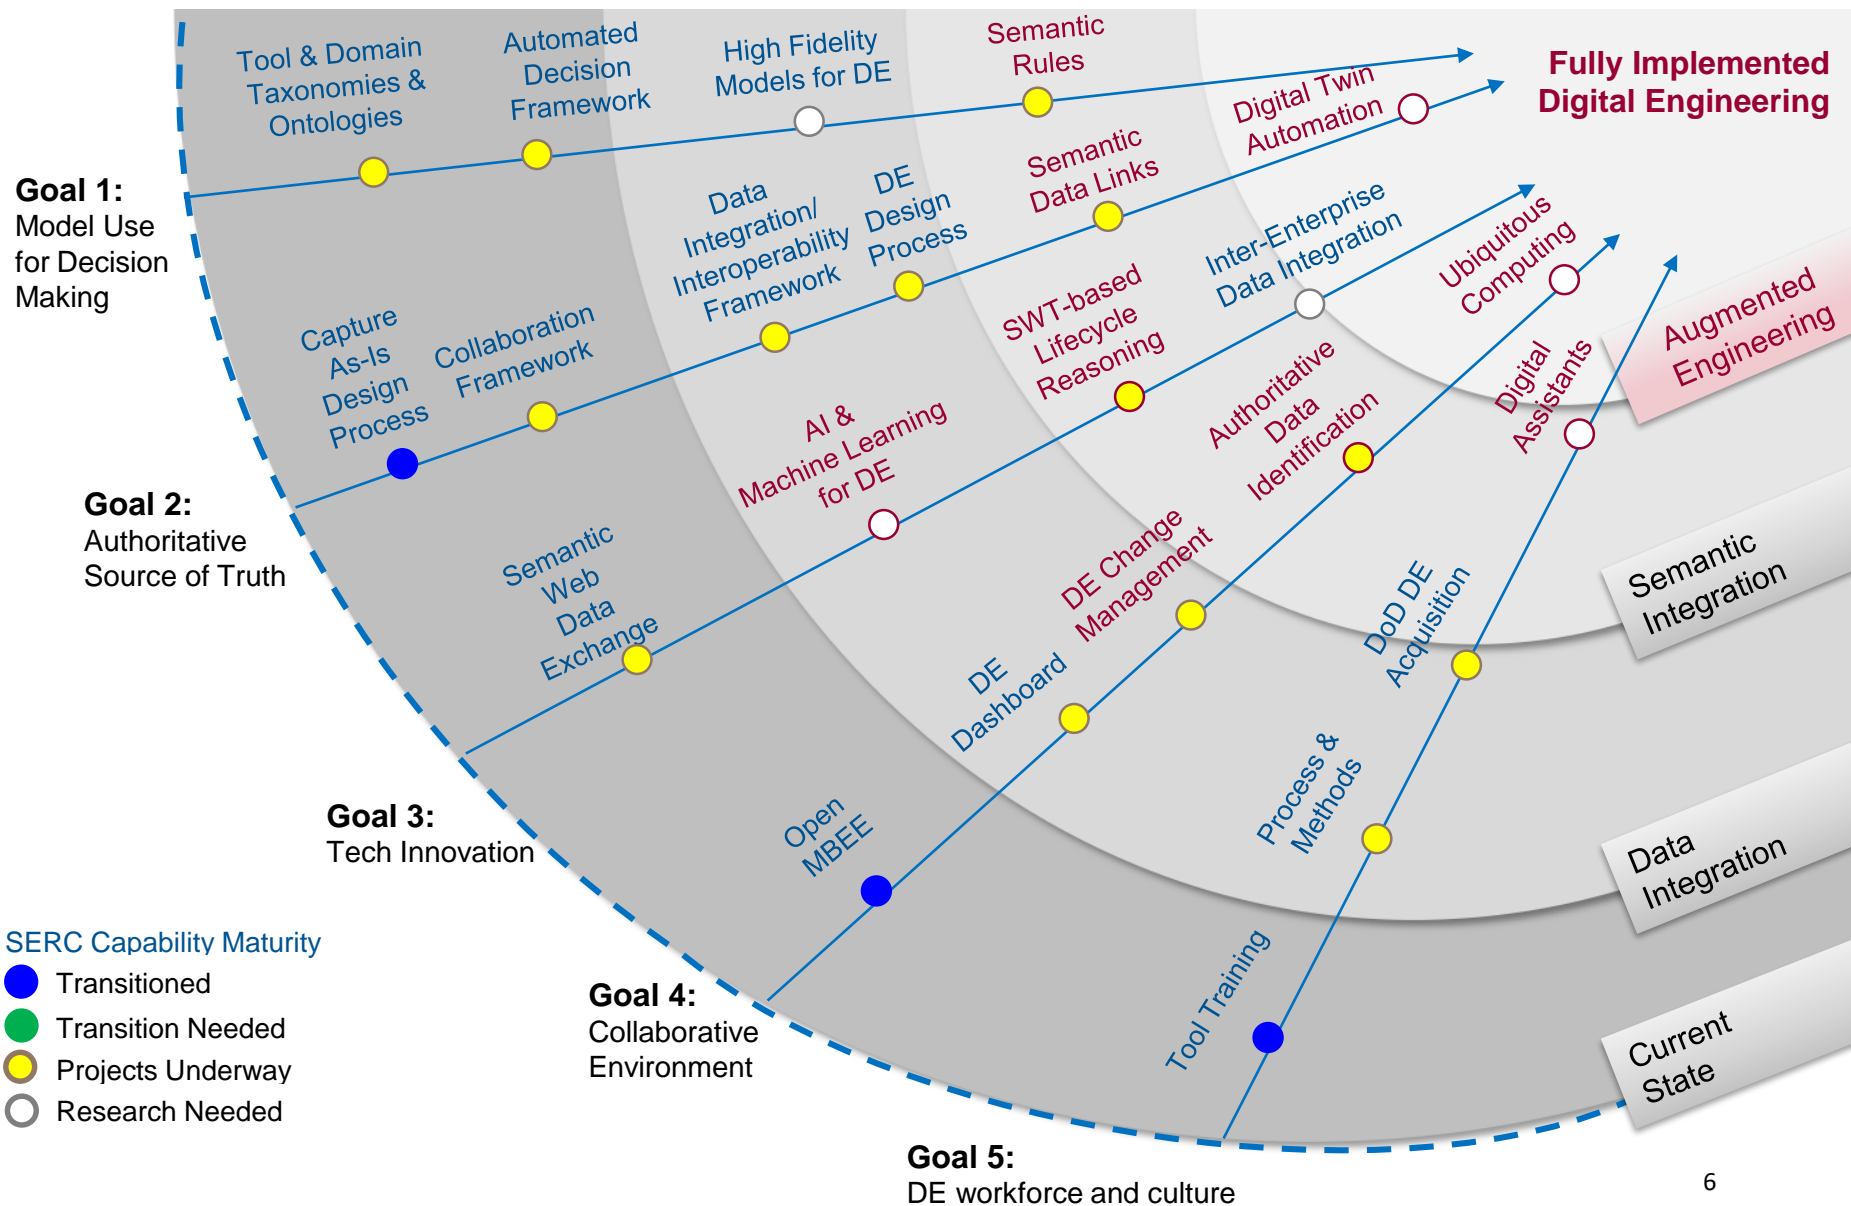 Tool & Domain
Taxonomies &
Ontologies
Automated
Decision
Framework
High Fidelity
Models for DE
Semantic
Rules
Digital Twin
Automation
Fully Implemented
Digital Engineering
Goal 1:
Model Use
for Decision
Making
Capture
As-Is
Design
Process
Collaboration
Framework
Data
Integration/
Interoperability
Framework
DE
Design
Process
Semantic
Data Links
Goal 2:
Authoritative
Source of Truth
Semantic
Web
Data
Exchange
AI &
Machine Learning
for DE
SWT-based
Lifecycle
Reasoning
Inter-Enterprise
Data Integration
Goal 3:
Tech Innovation
Open
MBEE
DE
Dashboard
DE Change
Management
Authoritative
Data
Identification
Ubiquitous
Computing
Goal 4:
Collaborative
Environment
Tool Training
Process &
Methods
DoD DE
Acquisition
Digital
Assistants
Goal 5:
DE workforce and culture
Augmented
Engineering
Semantic
Integration
Data
Integration
Current
State
SERC Capability Maturity
Transitioned
Transition Needed
Projects Underway
Research Needed
6